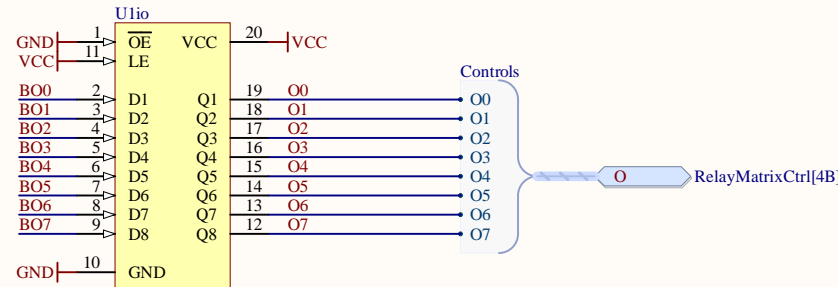 U1io
GND 1 OE VCC 20 VCC
VCC 11 LE
Controls
BO0 2 D1 Q1 19 O0 O0
BO1 3 D2 Q2 18 O1 O1
BO2 4 D3 Q3 17 O2 O2
BO3 5 D4 Q4 16 O3 O3
BO4 6 D5 Q5 15 O4 O4 O RelayMatrixCtrl[4B]
BO5 7 D6 Q6 14 O5 O5
BO6 8 D7 Q7 13 O6 O6
BO7 9 D8 Q8 12 O7 O7
GND 10 GND